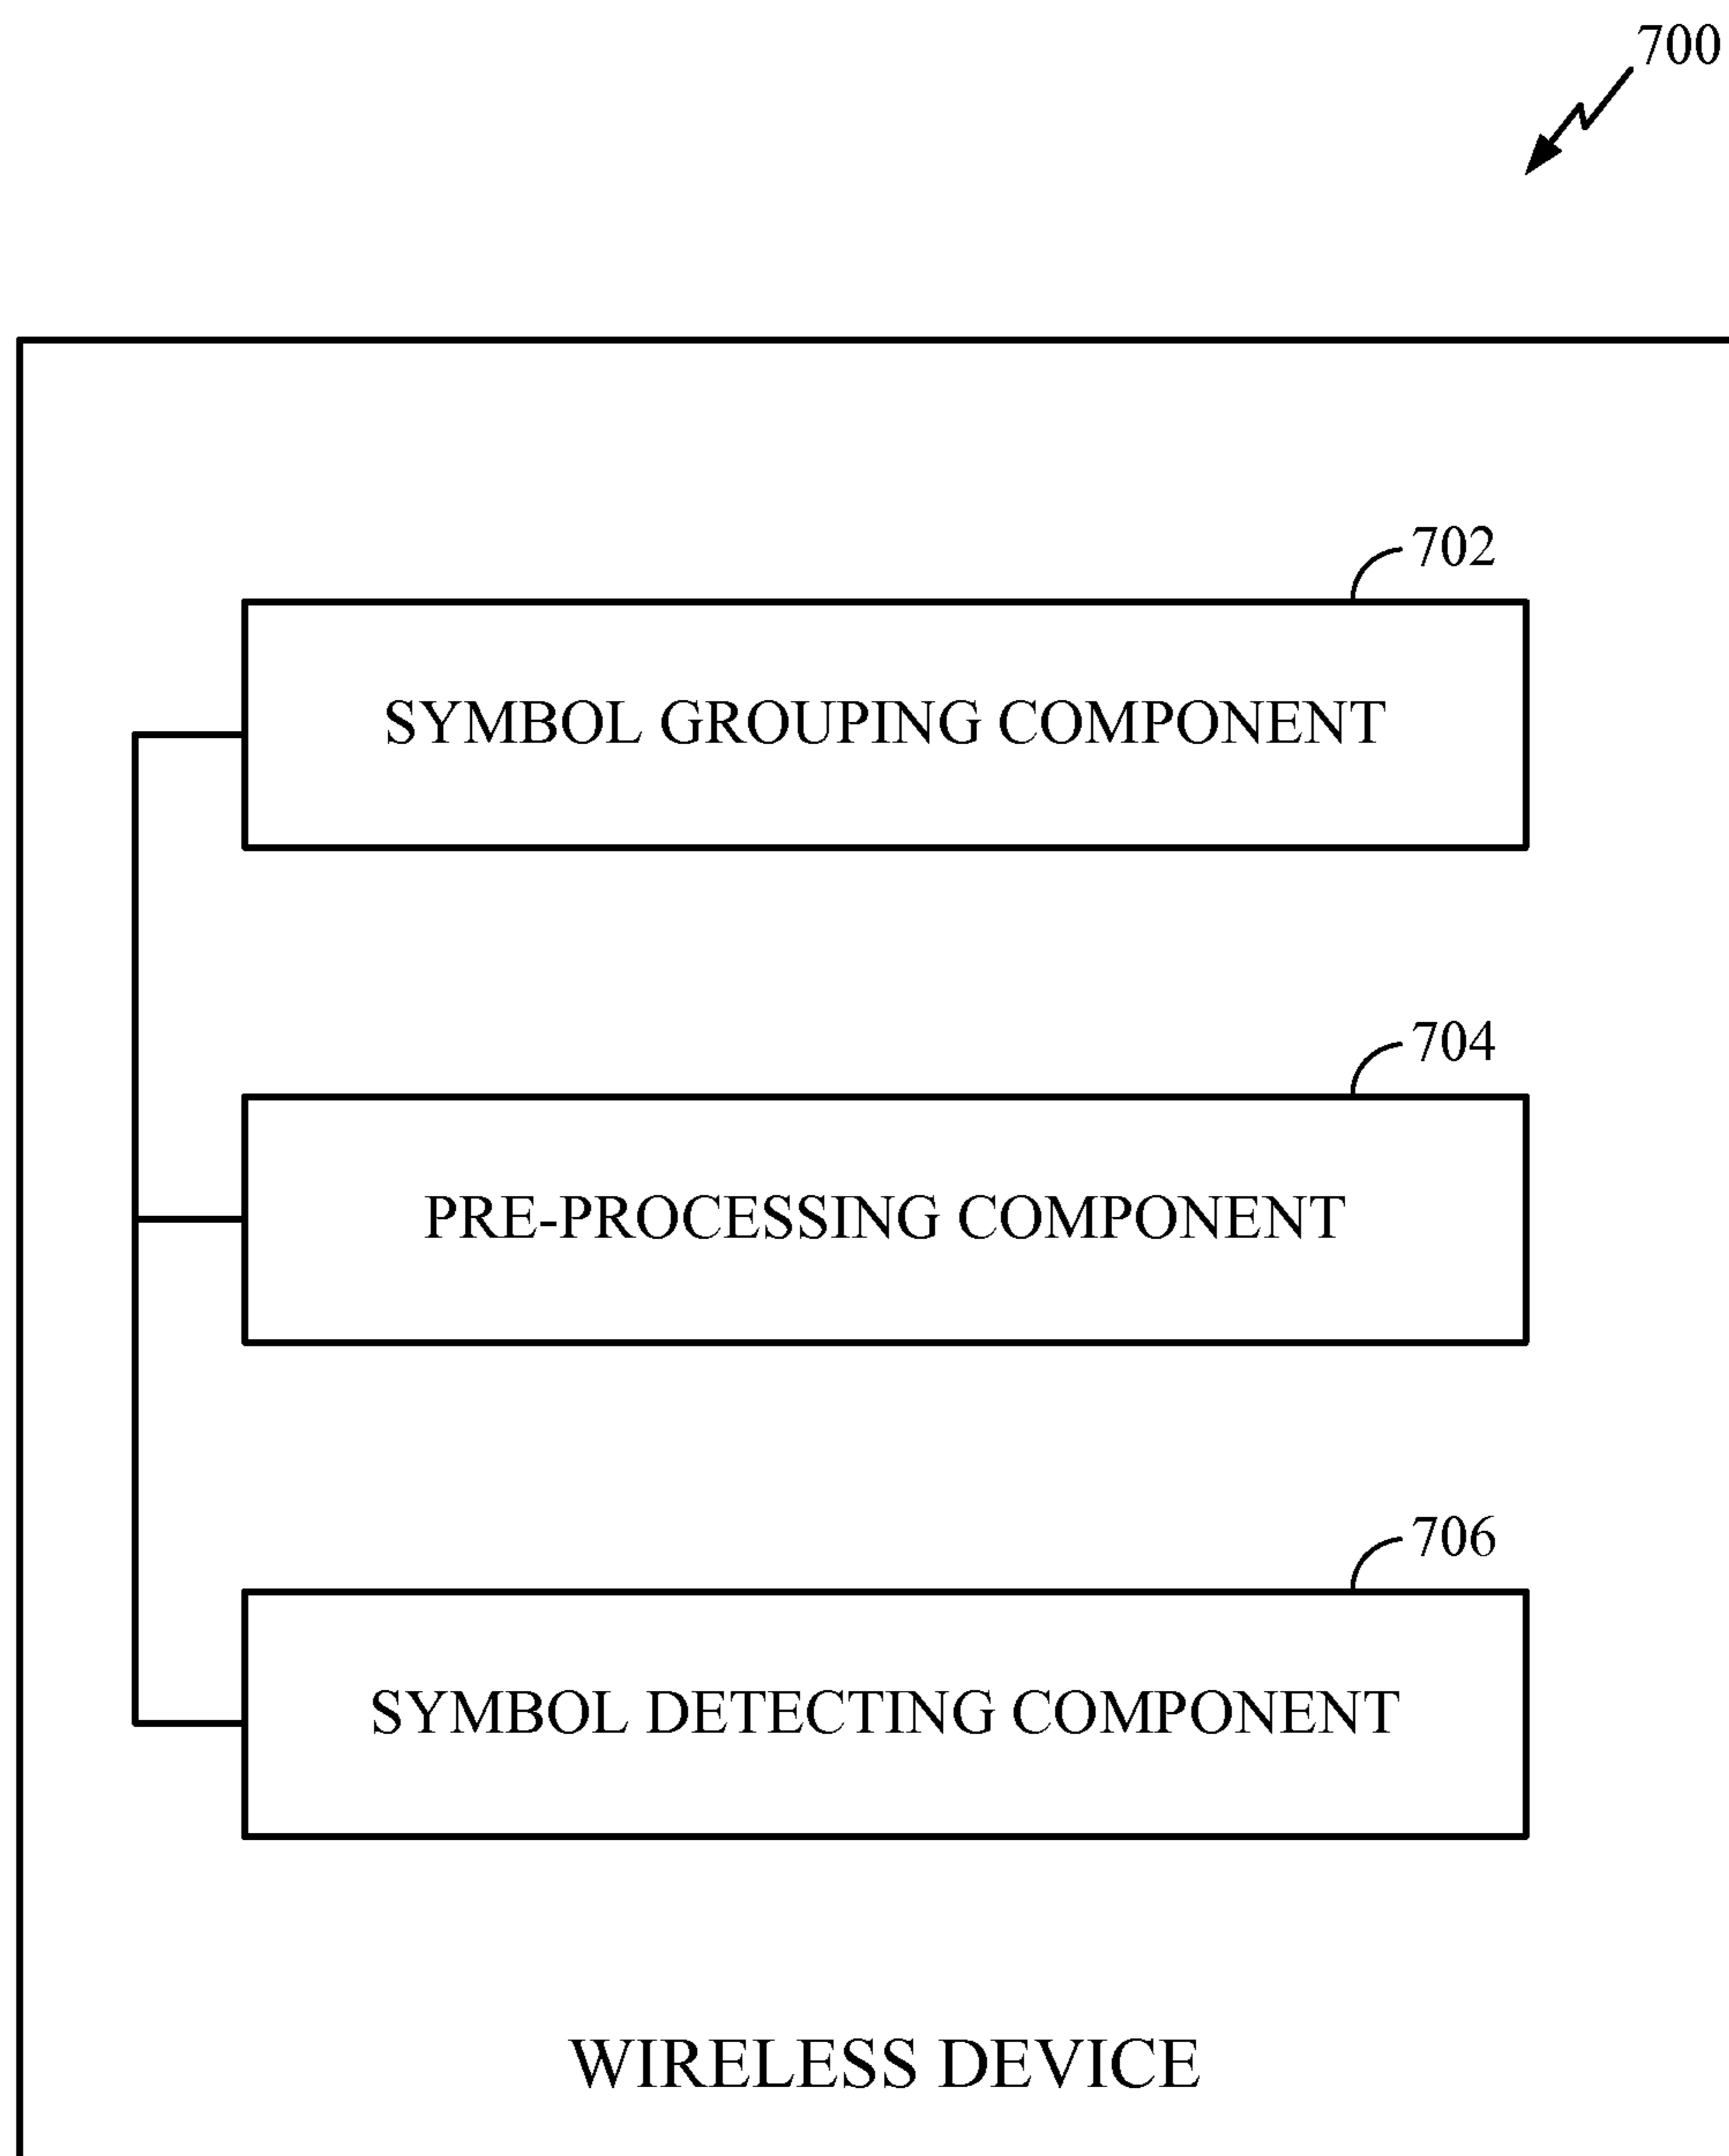 700
702
SYMBOL GROUPING COMPONENT
704
PRE-PROCESSING COMPONENT
706
SYMBOL DETECTING COMPONENT
WIRELESS DEVICE